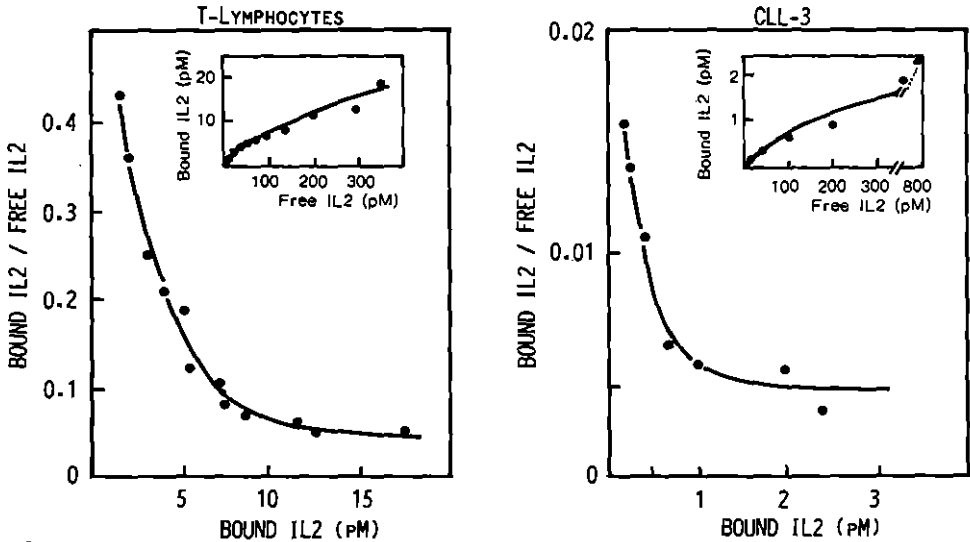 T-LYMPHOCYTES
BOUND IL2 / FREE IL2
0.4
0.3
0.2
0.1
0
5
10
15
BOUND IL2 (PM)
Bound IL2 (pM)
20
10
0
100
200
300
Free IL2 (pM)
CLL-3
BOUND IL2 / FREE IL2
0.02
0.01
0
1
2
3
BOUND IL2 (PM)
Bound IL2 (pM)
2
1
0
100
200
300
800
Free IL2 (pM)